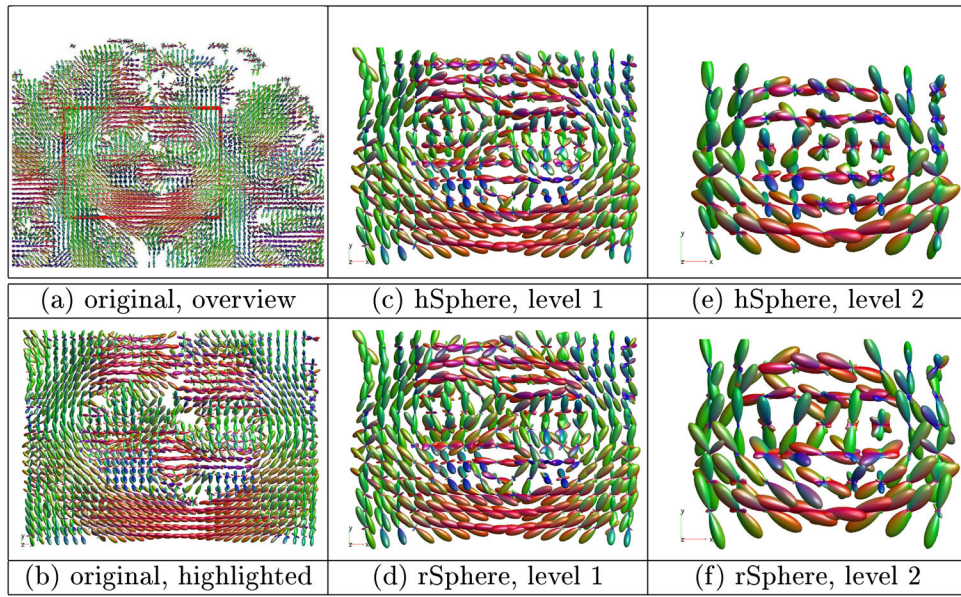 (a) original, overview
(c) hSphere, level 1
(e) hSphere, level 2
(b) original, highlighted
(d) rSphere, level 1
(f) rSphere, level 2